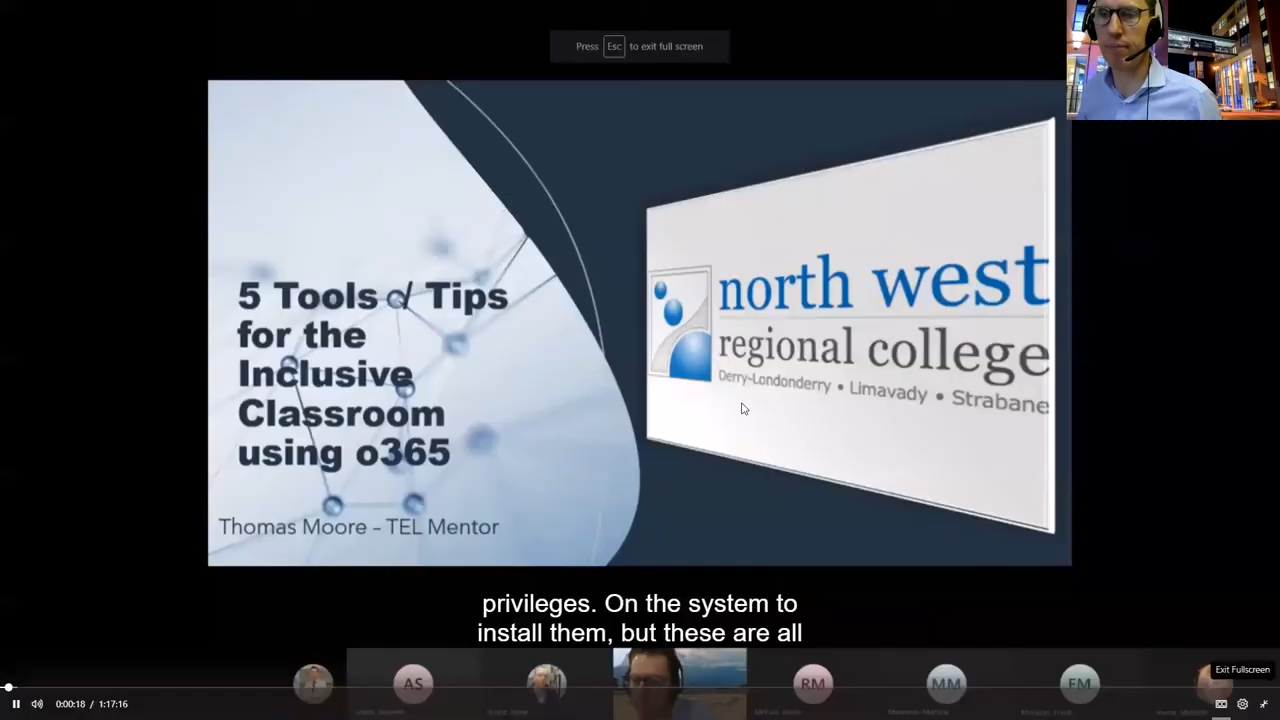 Press Esc to exit full screen
5 Tools / Tips
for the
Inclusive
Classroom
using o365
Thomas Moore – TEL Mentor
north west
regional college
Derry-Londonderry • Limavady • Strabane
privileges. On the system to
install them, but these are all
AS
RM
MM
Exit Fullscreen
0:00:18 / 1:17:16